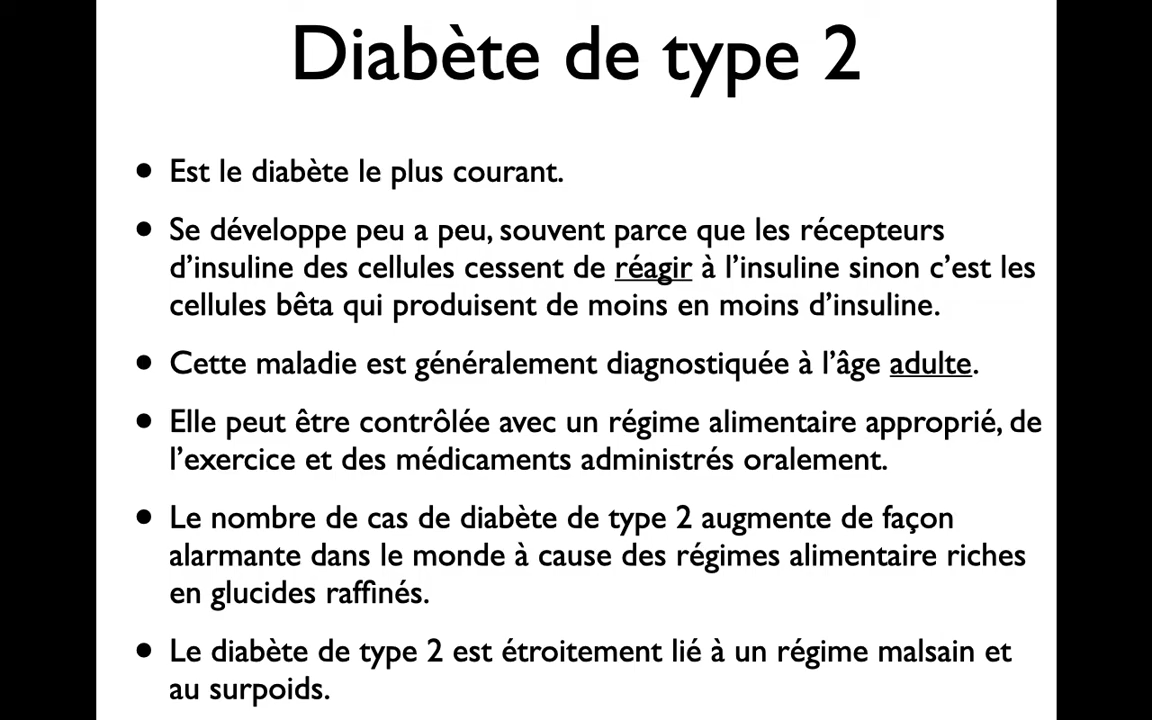 Diabète de type 2
• Est le diabète le plus courant.
• Se développe peu a peu, souvent parce que les récepteurs
d’insuline des cellules cessent de réagir à l’insuline sinon c’est les
cellules bêta qui produisent de moins en moins d’insuline.
• Cette maladie est généralement diagnostiquée à l’âge adulte.
• Elle peut être contrôlée avec un régime alimentaire approprié, de
l’exercice et des médicaments administrés oralement.
• Le nombre de cas de diabète de type 2 augmente de façon
alarmante dans le monde à cause des régimes alimentaire riches
en glucides raffinés.
• Le diabète de type 2 est étroitement lié à un régime malsain et
au surpoids.